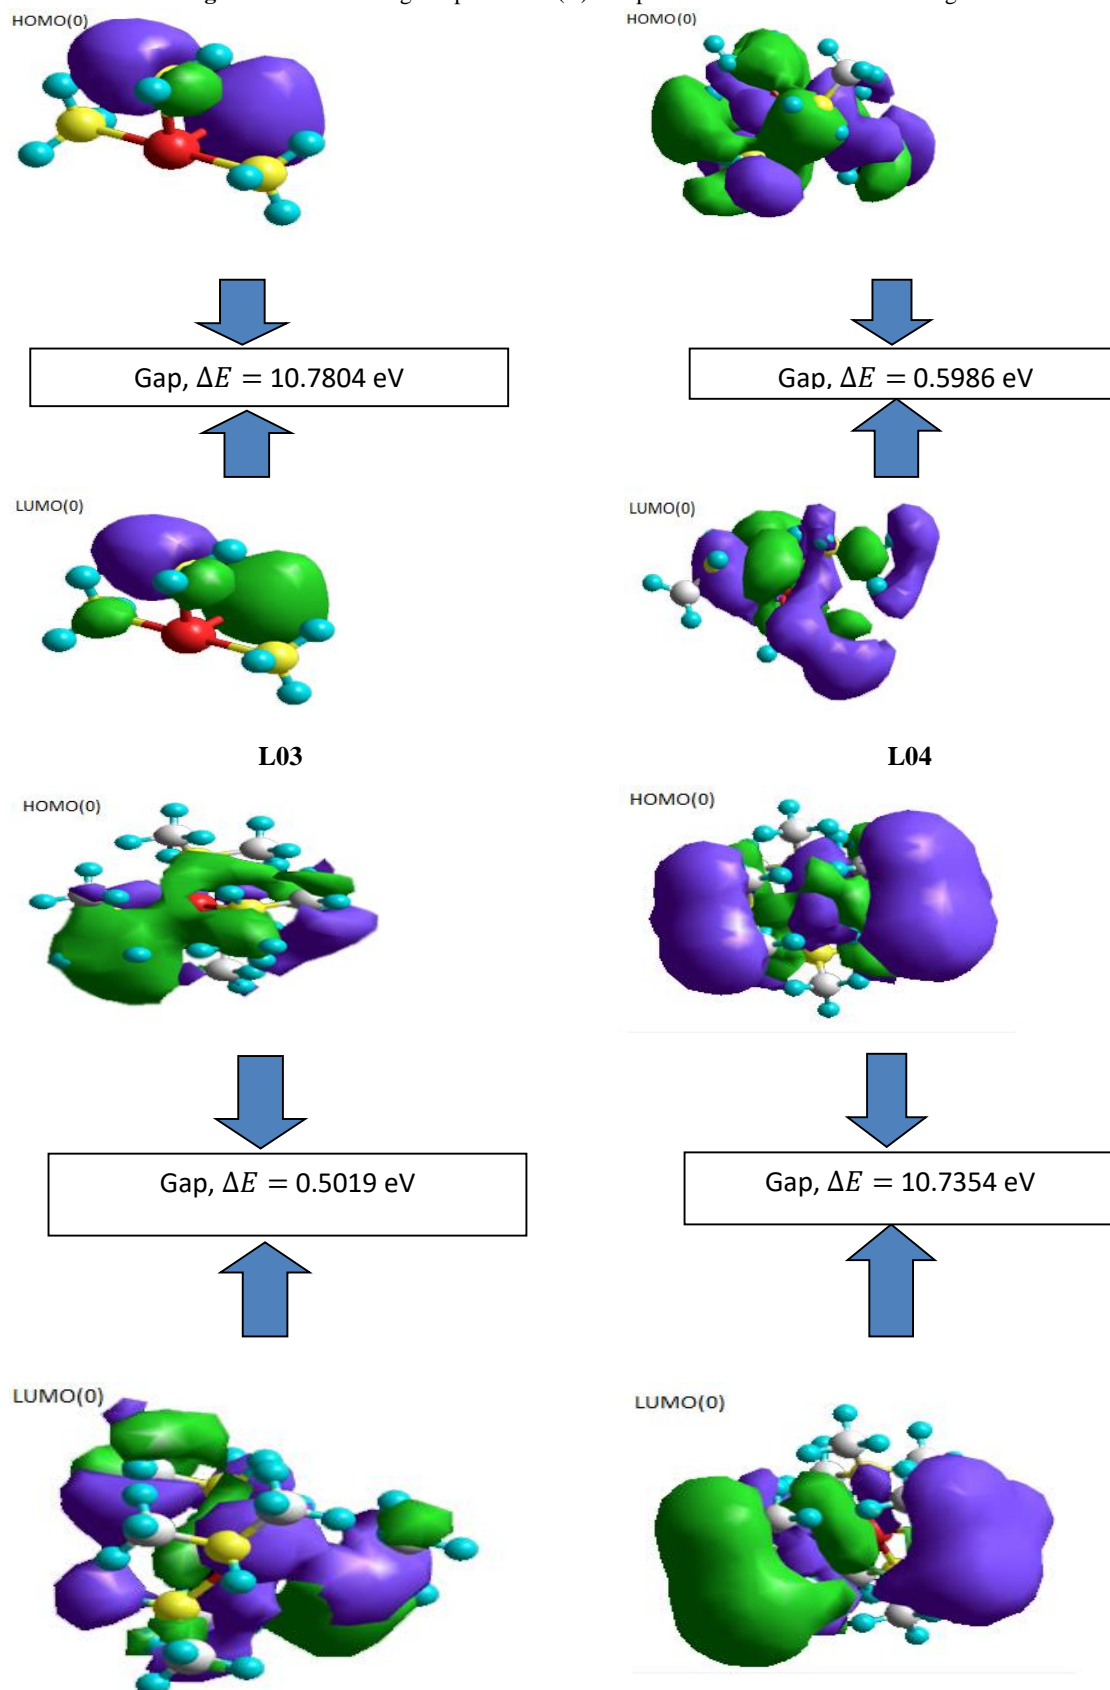 HOMO(0)
HOMO(0)
Gap, Δ𝐸 = 10.7804 eV
Gap, Δ𝐸 = 0.5986 eV
LUMO(0)
LUMO(0)
L03
L04
HOMO(0)
HOMO(0)
Gap, Δ𝐸 = 0.5019 eV
Gap, Δ𝐸 = 10.7354 eV
LUMO(0)
LUMO(0)